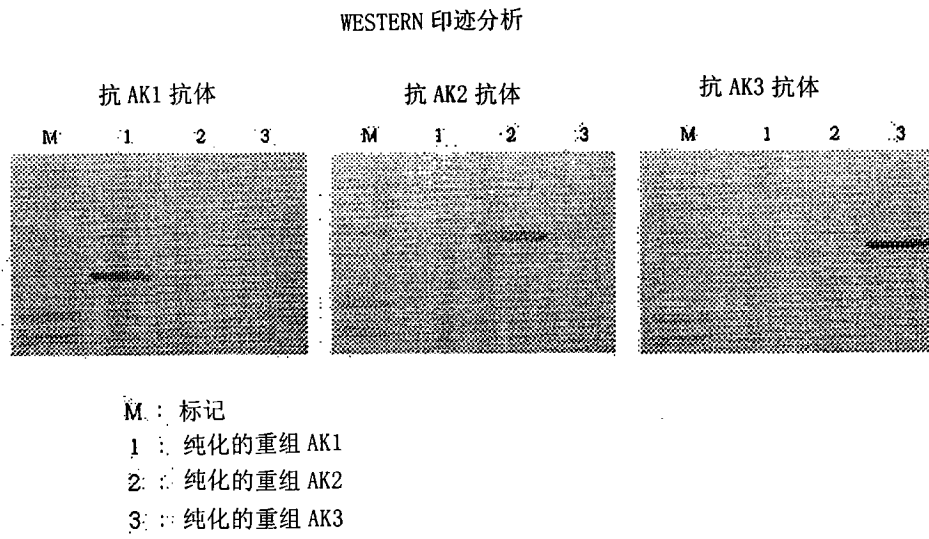 WESTERN 印迹分析
抗 AK1 抗体 抗 AK2 抗体 抗 AK3 抗体
M 1 2 3 M 1 2 3 M 1 2 3
M : 标记
1 : 纯化的重组 AK1
2 : 纯化的重组 AK2
3 : 纯化的重组 AK3